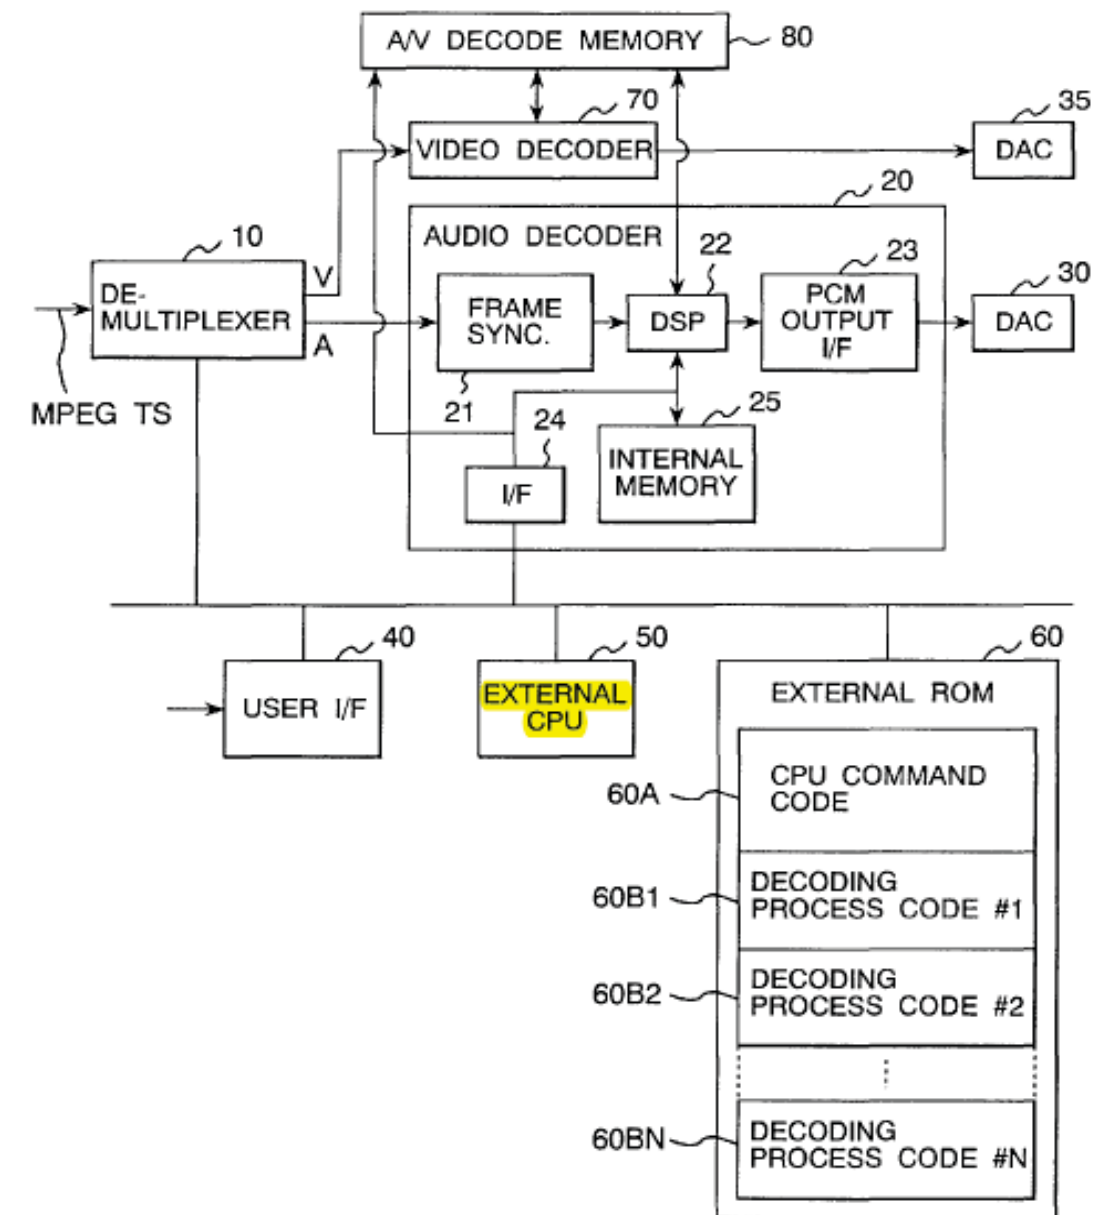 A/V DECODE MEMORY
80
70
35
VIDEO DECODER
DAC
20
AUDIO DECODER
10
22
23
30
V
DE-
MULTIPLEXER
A
FRAME
SYNC.
DSP
PCM
OUTPUT
I/F
DAC
MPEG TS
21
24
25
I/F
INTERNAL
MEMORY
40
50
60
USER I/F
EXTERNAL
CPU
EXTERNAL ROM
60A
CPU COMMAND
CODE
60B1
DECODING
PROCESS CODE #1
60B2
DECODING
PROCESS CODE #2
60BN
DECODING
PROCESS CODE #N